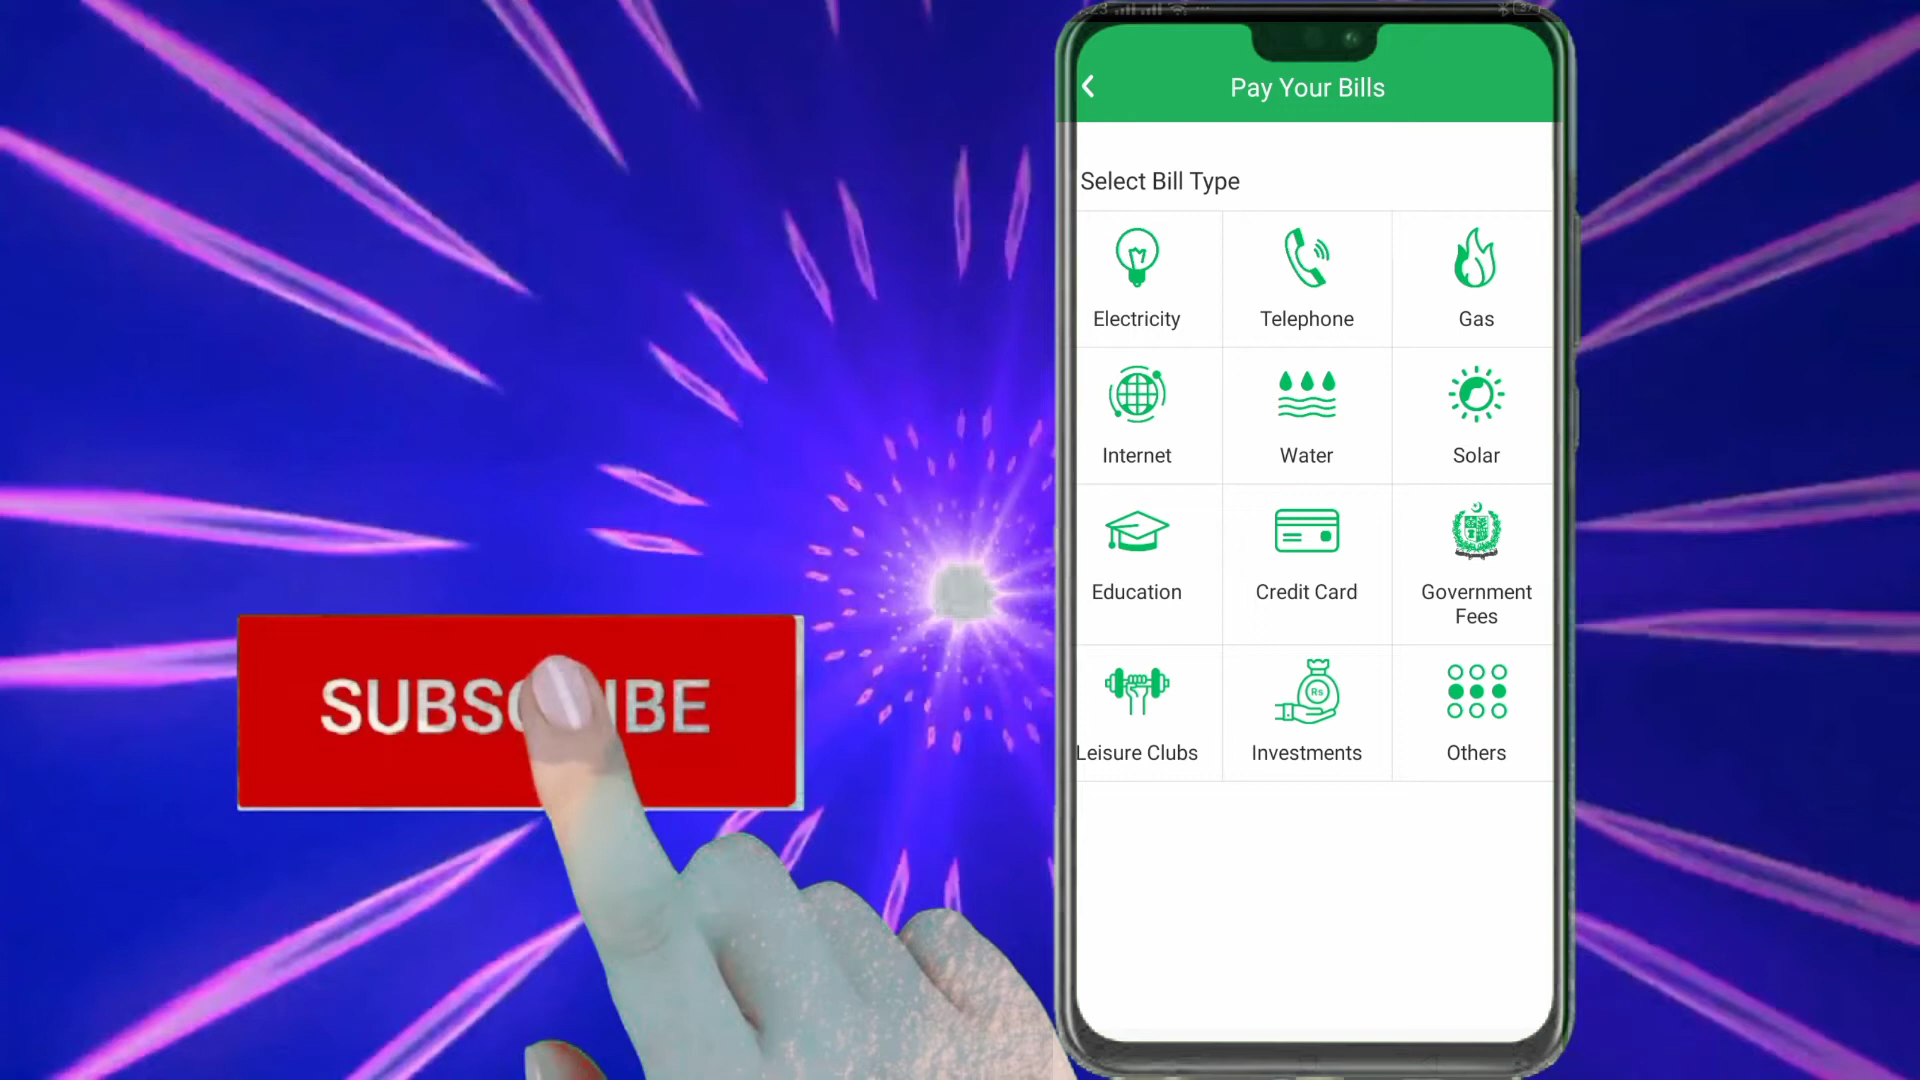 SUBSCRIBE
Pay Your Bills
Select Bill Type
Electricity
Telephone
Gas
Internet
Water
Solar
Education
Credit Card
Government
Fees
Leisure Clubs
Rs
Investments
Others